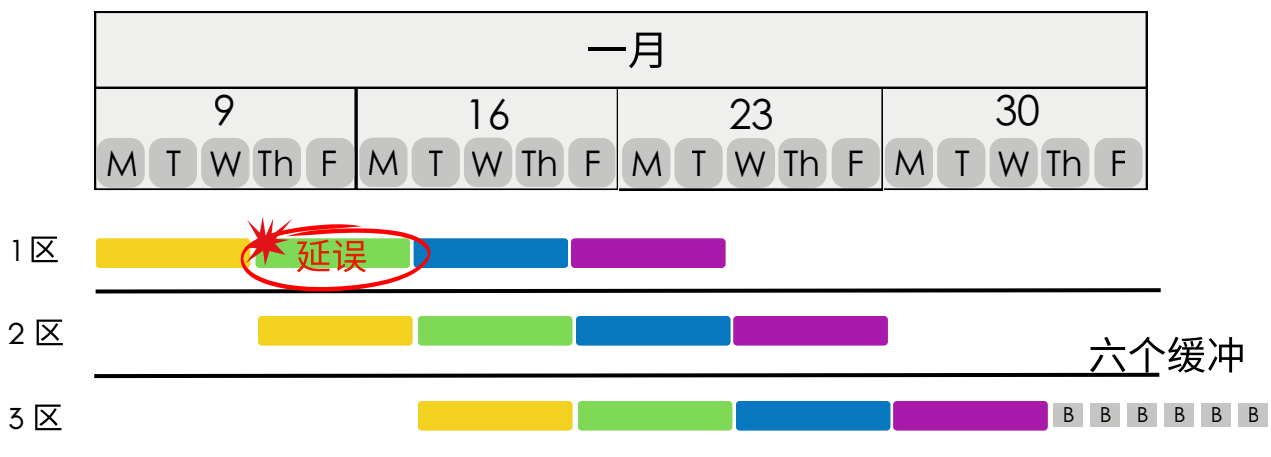 一月
9 16 23 30
M T W Th F M T W Th F M T W Th F M T W Th F
1 区 延误
2 区
六个缓冲
3 区 B B B B B B